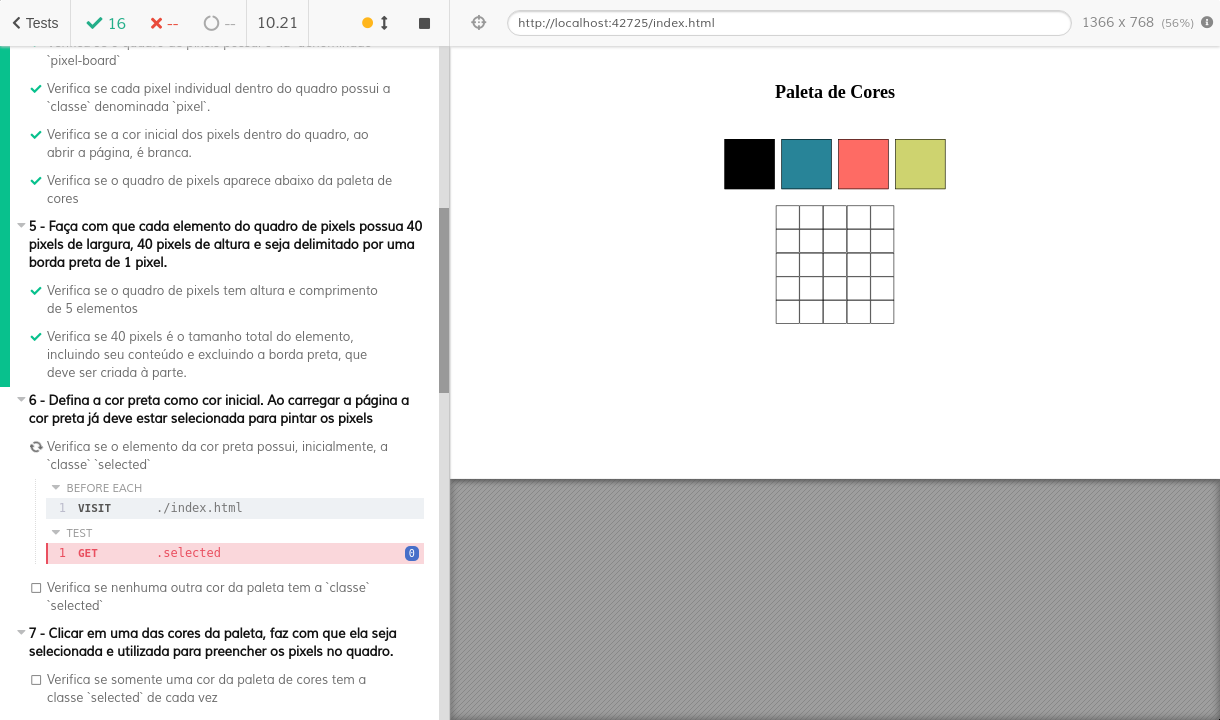 Tests
16
--
--
10.21
http://localhost:42725/index.html
1366 x 768 (56%)
`pixel-board`
Verifica se cada pixel individual dentro do quadro possui a
`classe` denominada `pixel`.
Verifica se a cor inicial dos pixels dentro do quadro, ao
abrir a página, é branca.
Verifica se o quadro de pixels aparece abaixo da paleta de
cores
5 - Faça com que cada elemento do quadro de pixels possua 40
pixels de largura, 40 pixels de altura e seja delimitado por uma
borda preta de 1 pixel.
Verifica se o quadro de pixels tem altura e comprimento
de 5 elementos
Verifica se 40 pixels é o tamanho total do elemento,
incluindo seu conteúdo e excluindo a borda preta, que
deve ser criada à parte.
6 - Defina a cor preta como cor inicial. Ao carregar a página a
cor preta já deve estar selecionada para pintar os pixels
Verifica se o elemento da cor preta possui, inicialmente, a
`classe` `selected`
BEFORE EACH
1 VISIT ./index.html
TEST
1 GET .selected 0
Verifica se nenhuma outra cor da paleta tem a `classe`
`selected`
7 - Clicar em uma das cores da paleta, faz com que ela seja
selecionada e utilizada para preencher os pixels no quadro.
Verifica se somente uma cor da paleta de cores tem a
classe `selected` de cada vez
Paleta de Cores